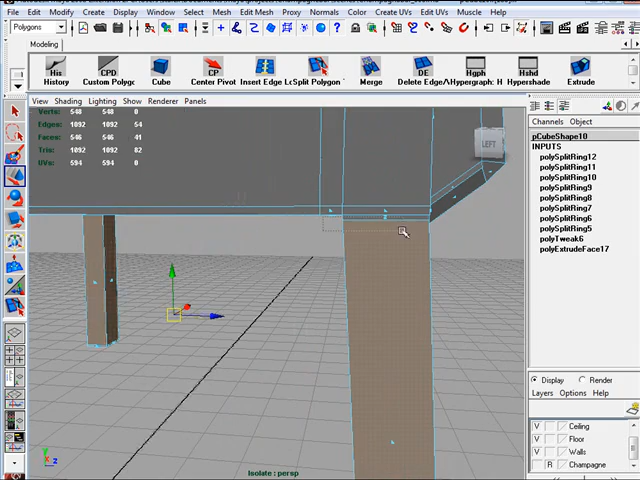 File Edit Modify Create Display Window Select Mesh Edit Mesh Proxy Normals Color Create UVs Edit UVs Muscle Help
Polygons
Modeling
His CPD CP DE Hgph Hshd
History Custom Polygo Cube Center Pivot Insert Edge Lo Split Polygon Merge Delete Edge/ Hypergraph: H Hypershade Extrude
View Shading Lighting Show Renderer Panels
Verts: 548 548 0
Edges: 1092 1092 54
Faces: 546 546 41
Tris: 1092 1092 82
UVs: 594 594 0
LEFT
Isolate : persp
Channels Object
pCubeShape10
INPUTS
polySplitRing12
polySplitRing11
polySplitRing10
polySplitRing9
polySplitRing8
polySplitRing7
polySplitRing6
polySplitRing5
polyTweak6
polyExtrudeFace17
Display Render
Layers Options Help
V Ceiling
V Floor
V Walls
R Champagne